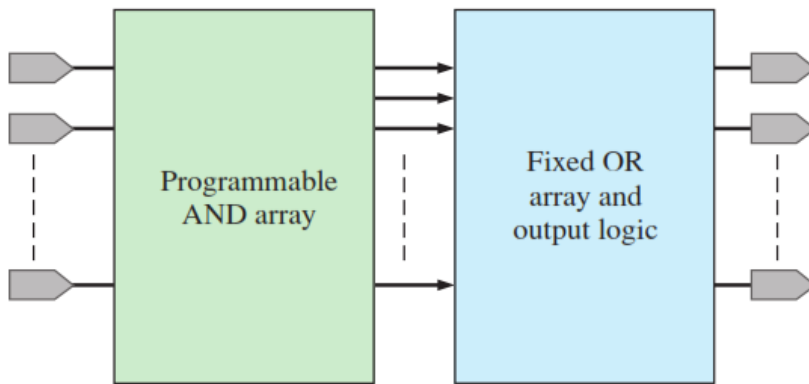 Programmable
AND array
Fixed OR
array and
output logic